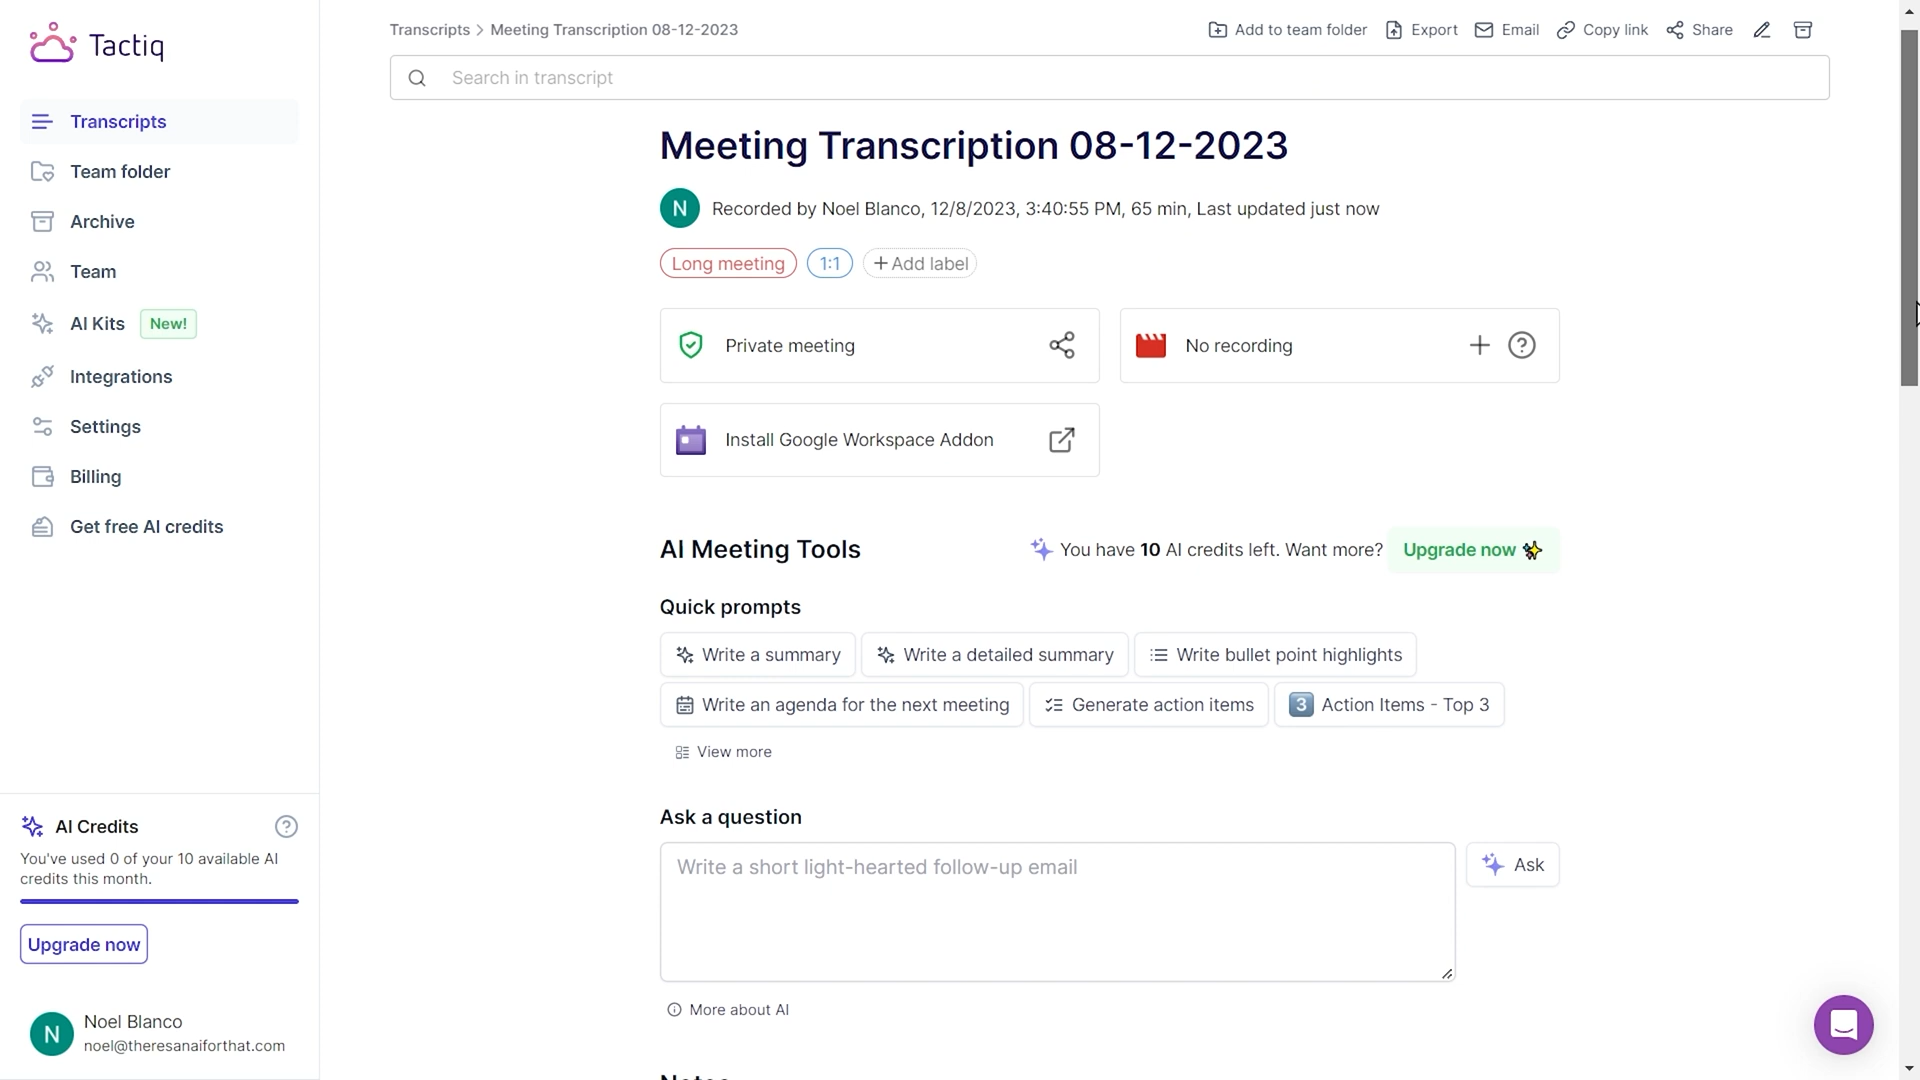 Tactiq
Transcripts
Team folder
Archive
Team
AI Kits New!
Integrations
Settings
Billing
Get free AI credits
AI Credits
You've used 0 of your 10 available AI
credits this month.
Upgrade now
N
Noel Blanco
noel@theresanaiforthat.com
Transcripts > Meeting Transcription 08-12-2023
Add to team folder Export Email Copy link Share
Search in transcript
Meeting Transcription 08-12-2023
N Recorded by Noel Blanco, 12/8/2023, 3:40:55 PM, 65 min, Last updated just now
Long meeting 1:1 +Add label
Private meeting
No recording
Install Google Workspace Addon
AI Meeting Tools
You have 10 AI credits left. Want more? Upgrade now
Quick prompts
Write a summary Write a detailed summary Write bullet point highlights
Write an agenda for the next meeting Generate action items 3 Action Items - Top 3
View more
Ask a question
Write a short light-hearted follow-up email
Ask
More about AI